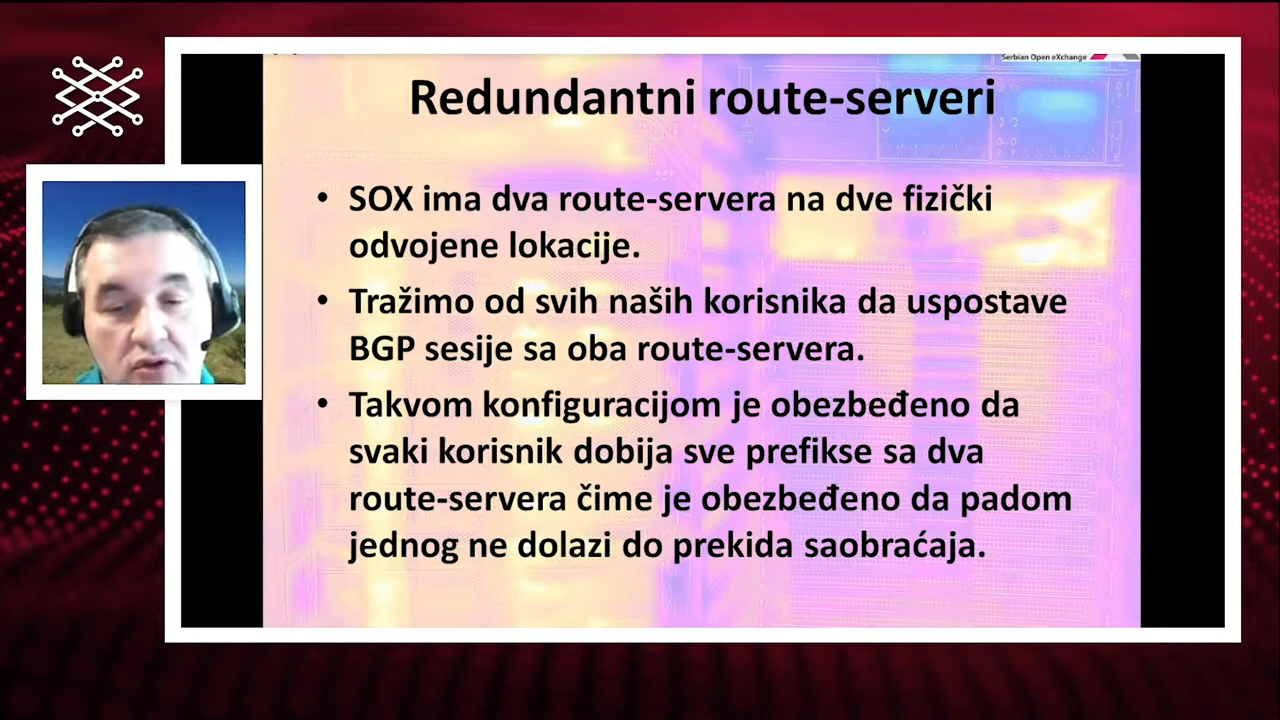 Serbian Open eXchange
Redundantni route-serveri
• SOX ima dva route-servera na dve fizički
odvojene lokacije.
• Tražimo od svih naših korisnika da uspostave
BGP sesije sa oba route-servera.
• Takvom konfiguracijom je obezbeđeno da
svaki korisnik dobija sve prefikse sa dva
route-servera čime je obezbeđeno da padom
jednog ne dolazi do prekida saobraćaja.